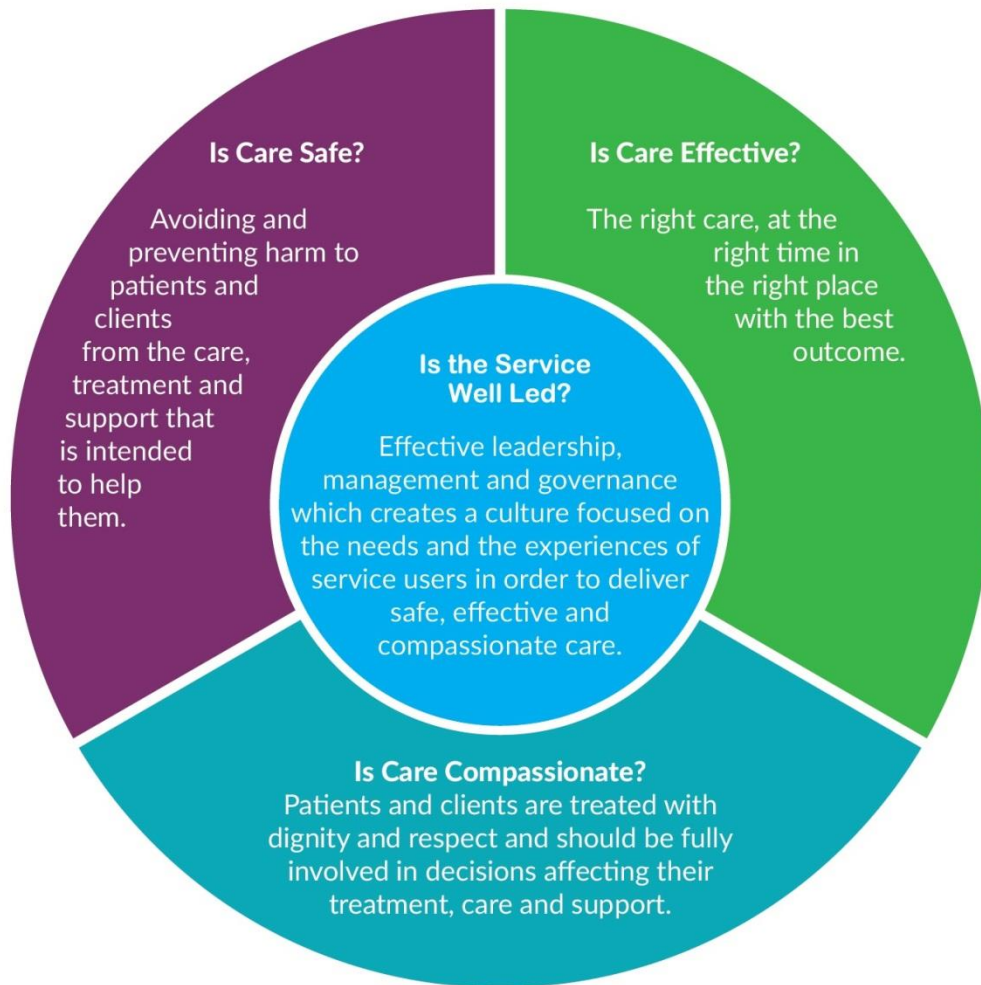 Is Care Safe?
Avoiding and
preventing harm to
patients and
clients
from the care,
treatment and
support that
is intended
to help
them.
Is Care Effective?
The right care, at the
right time in
the right place
with the best
outcome.
Is the Service
Well Led?
Effective leadership,
management and governance
which creates a culture focused on
the needs and the experiences of
service users in order to deliver
safe, effective and
compassionate care.
Is Care Compassionate?
Patients and clients are treated with
dignity and respect and should be fully
involved in decisions affecting their
treatment, care and support.